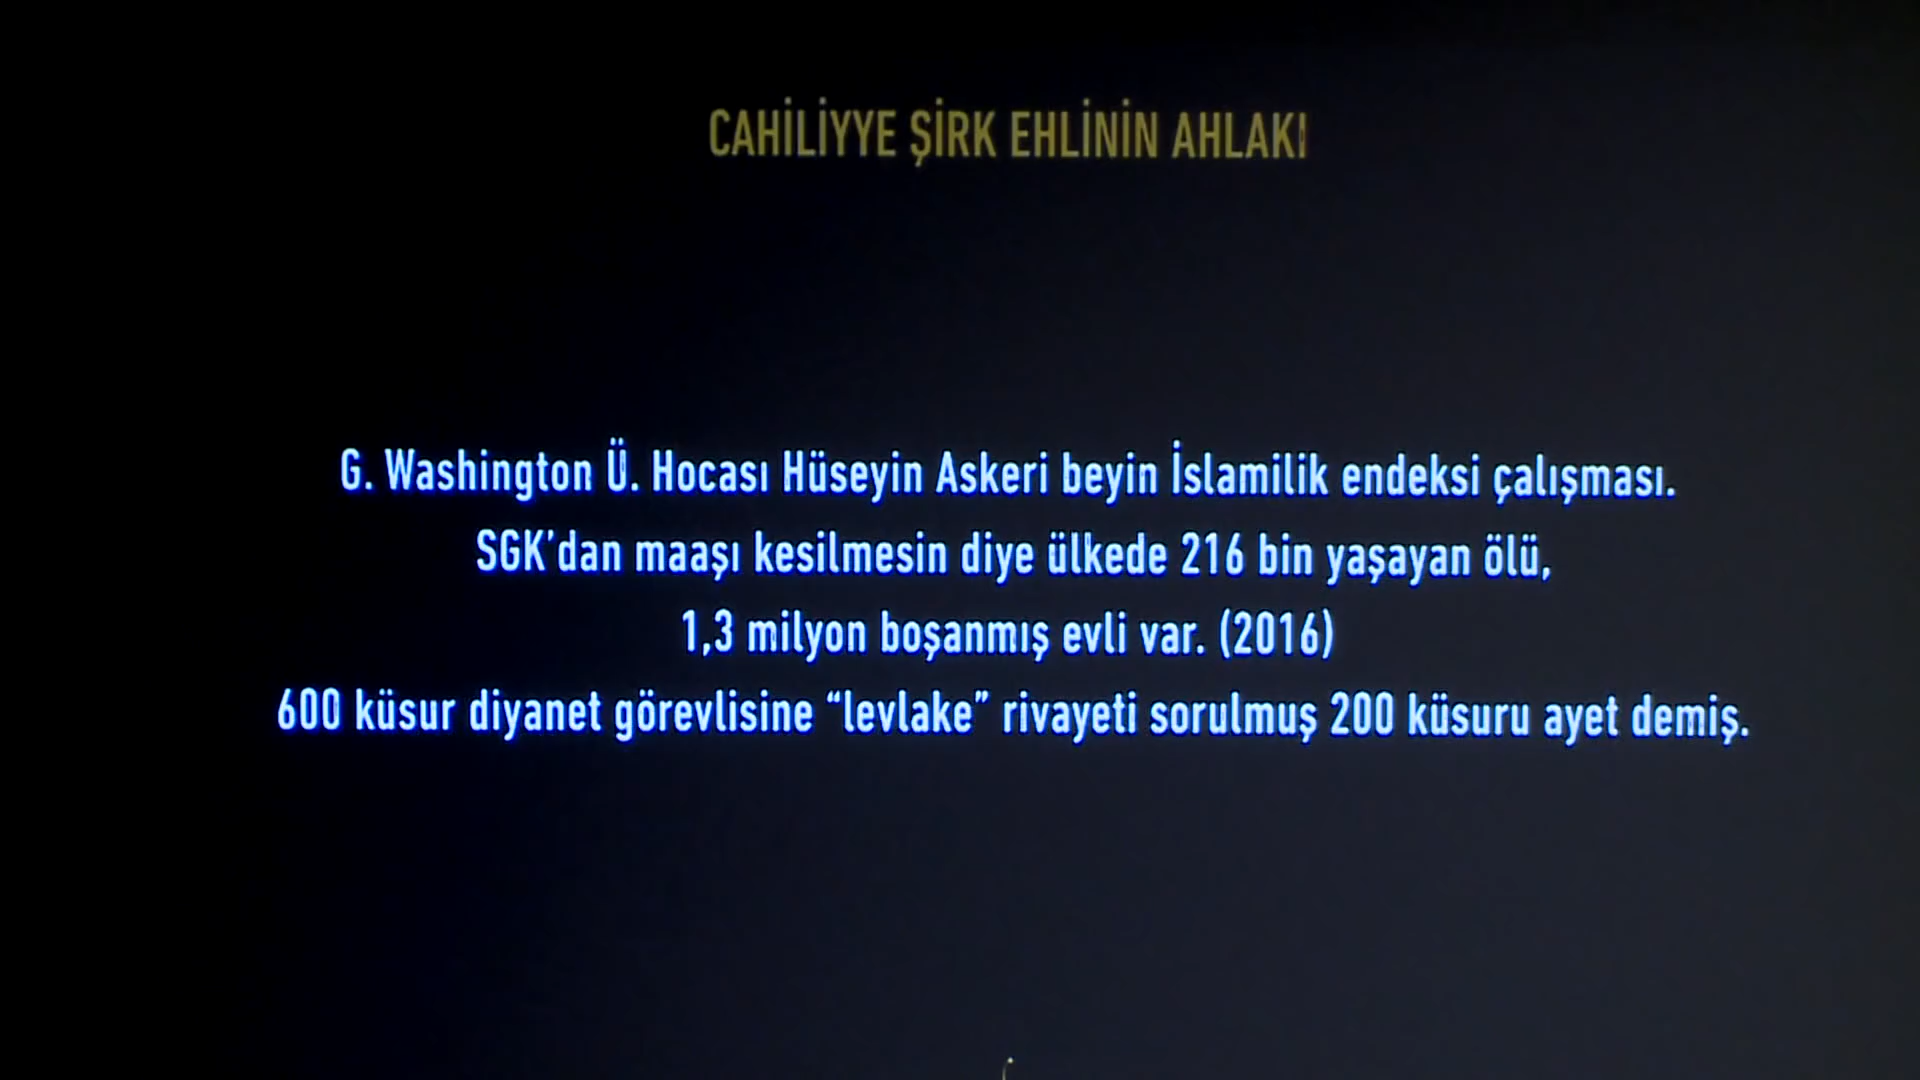 CAHİLİYYE ŞİRK EHLİNİN AHLAKI
G. Washington Ü. Hocası Hüseyin Askeri beyin İslamilik endeksi çalışması.
SGK'dan maaşı kesilmesin diye ülkede 216 bin yaşayan ölü,
1,3 milyon boşanmış evli var. (2016)
600 küsur diyanet görevlisine “levlake” rivayeti sorulmuş 200 küsuru ayet demiş.